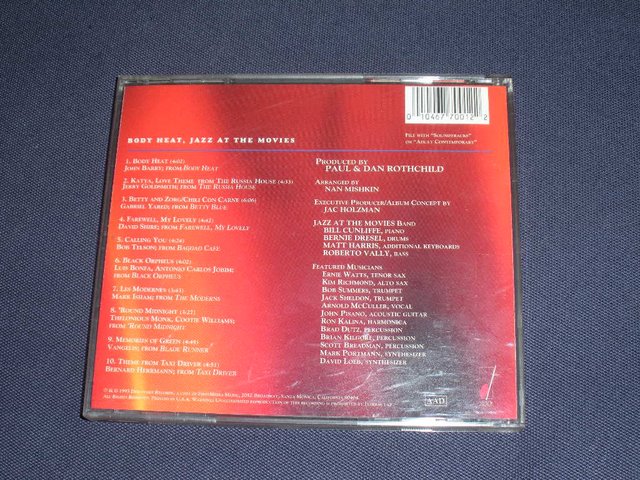 0 10467 70012 2
FILE WITH "SOUNDTRACKS"
OR "ADULT CONTEMPORARY"
BODY HEAT, JAZZ AT THE MOVIES
1. BODY HEAT (4:02)
JOHN BARRY; FROM BODY HEAT
2. KATYA, LOVE THEME FROM THE RUSSIA HOUSE (4:33)
JERRY GOLDSMITH; FROM THE RUSSIA HOUSE
3. BETTY AND ZORG/CHILI CON CARNE (6:06)
GABRIEL YARED; FROM BETTY BLUE
4. FAREWELL, MY LOVELY (4:42)
DAVID SHIRE; FROM FAREWELL, MY LOVELY
5. CALLING YOU (4:24)
BOB TELSON; FROM BAGDAD CAFE
6. BLACK ORPHEUS (4:02)
LUIS BONFA, ANTONIO CARLOS JOBIM;
FROM BLACK ORPHEUS
7. LES MODERNES (3:41)
MARK ISHAM; FROM THE MODERNS
8. 'ROUND MIDNIGHT (4:27)
THELONIOUS MONK, COOTIE WILLIAMS;
FROM 'ROUND MIDNIGHT
9. MEMORIES OF GREEN (4:48)
VANGELIS; FROM BLADE RUNNER
10. THEME FROM TAXI DRIVER (4:51)
BERNARD HERRMANN; FROM TAXI DRIVER
PRODUCED BY
PAUL & DAN ROTHCHILD
ARRANGED BY
NAN MISHKIN
EXECUTIVE PRODUCER/ALBUM CONCEPT BY
JAC HOLZMAN
JAZZ AT THE MOVIES BAND
BILL CUNLIFFE, PIANO
BERNIE DRESEL, DRUMS
MATT HARRIS, ADDITIONAL KEYBOARDS
ROBERTO VALLY, BASS
FEATURED MUSICIANS
ERNIE WATTS, TENOR SAX
KIM RICHMOND, ALTO SAX
BOB SUMMERS, TRUMPET
JACK SHELDON, TRUMPET
ARNOLD MCCULLER, VOCAL
JOHN PISANO, ACOUSTIC GUITAR
RON KALINA, HARMONICA
BRAD DUTZ, PERCUSSION
BRIAN KILGORE, PERCUSSION
SCOTT BREADMAN, PERCUSSION
MARK PORTMANN, SYNTHESIZER
DAVID LOEB, SYNTHESIZER
AAD